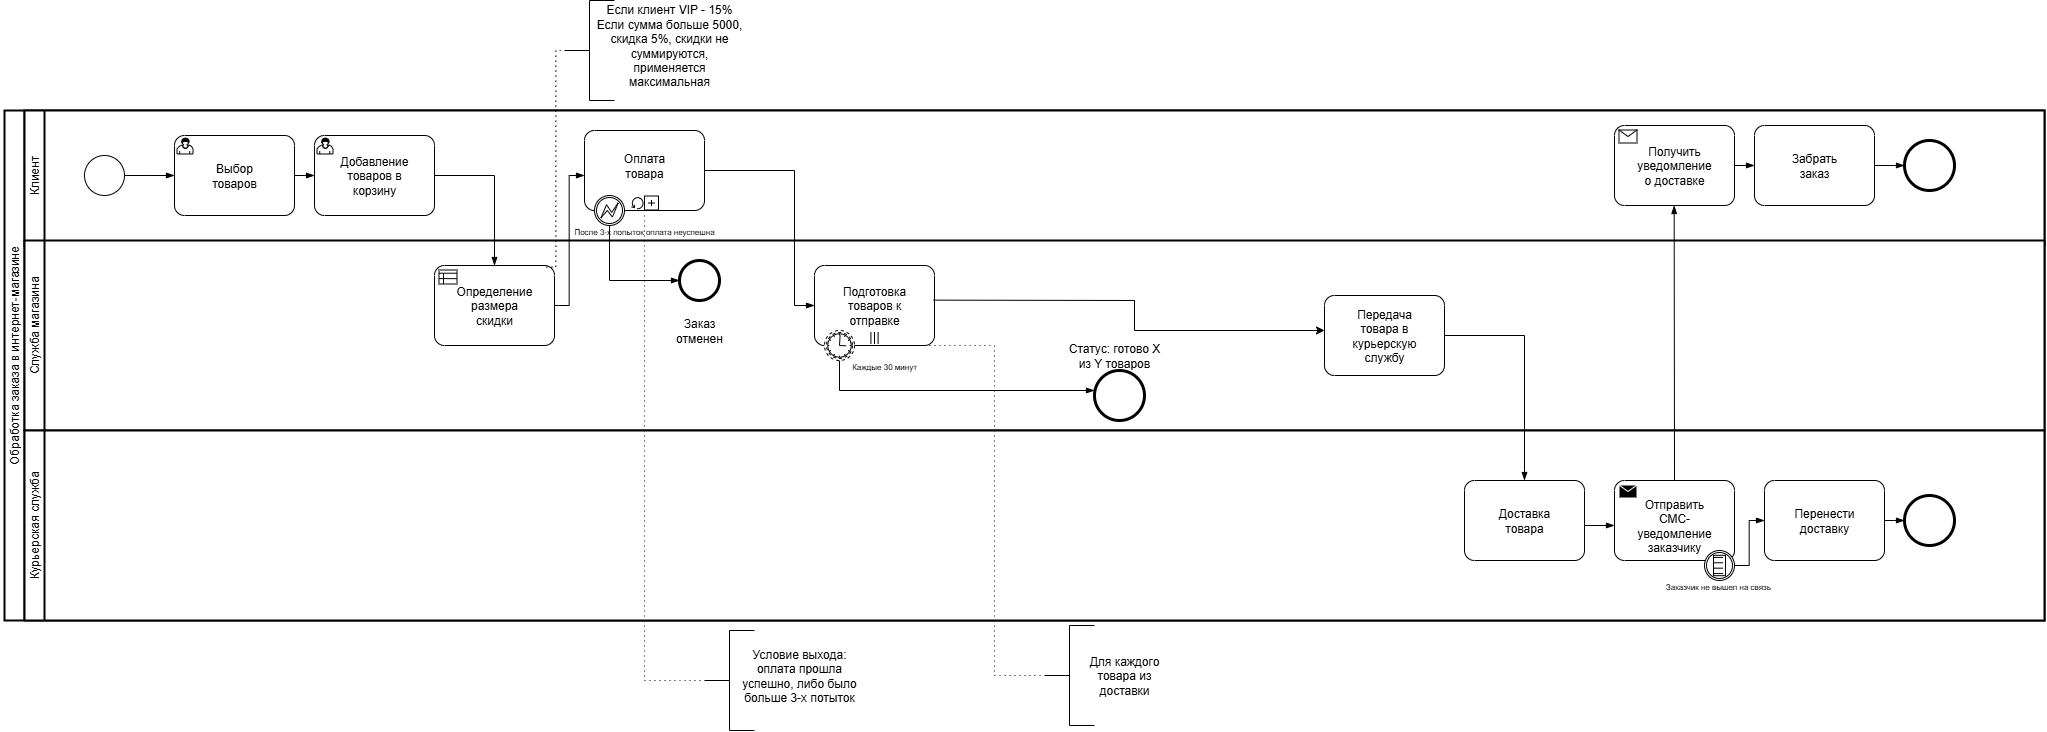 Если клиент VIP - 15%
Если сумма больше 5000,
скидка 5%, скидки не
суммируются,
применяется
максимальная
Обработка заказа в интернет-магазине
Клиент
Выбор
товаров
Добавление
товаров в
корзину
Оплата
товара
После 3-х попыток оплата неуспешна
Получить
уведомление
о доставке
Забрать
заказ
Служба магазина
Определение
размера
скидки
Заказ
отменен
Подготовка
товаров к
отправке
Каждые 30 минут
Статус: готово X
из Y товаров
Передача
товара в
курьерскую
службу
Курьерская служба
Доставка
товара
Отправить
СМС-
уведомление
заказчику
Заказчик не вышел на связь
Перенести
доставку
Условие выхода:
оплата прошла
успешно, либо было
больше 3-х потыток
Для каждого
товара из
доставки